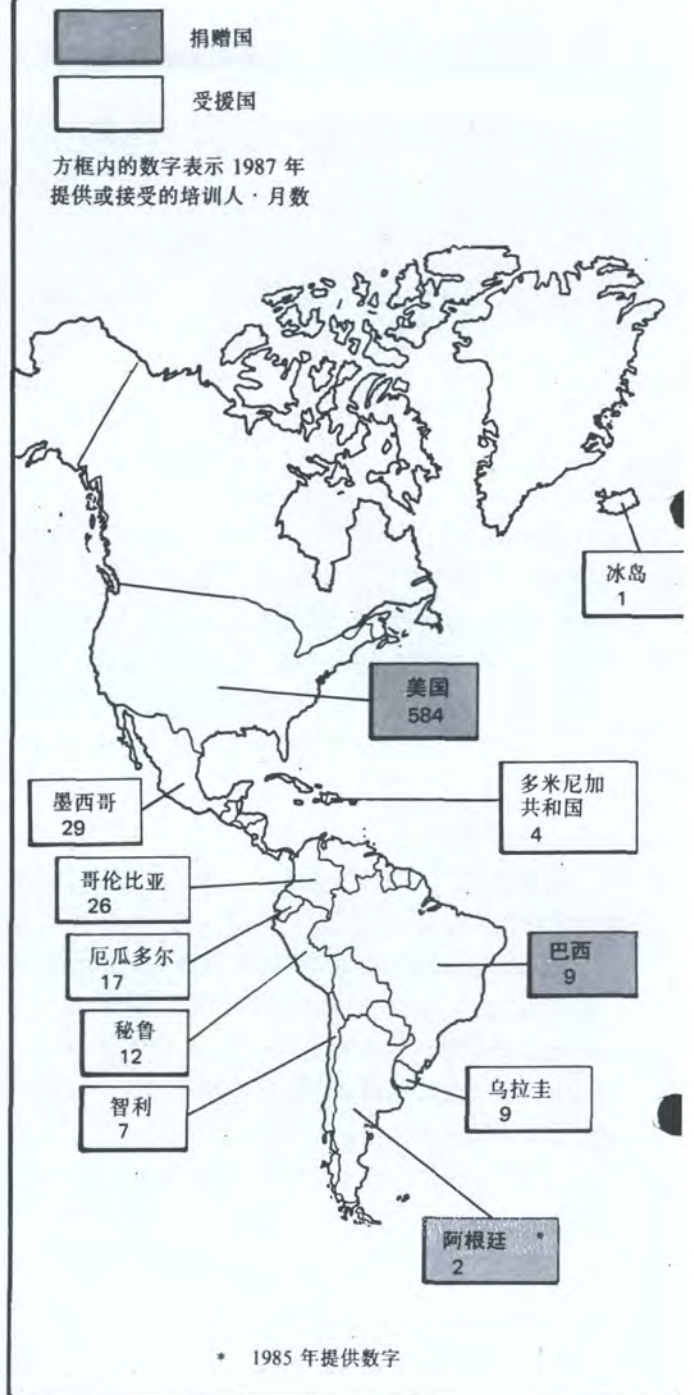 捐赠国
受援国
方框内的数字表示 1987 年
提供或接受的培训人·月数
冰岛
1
美国
584
墨西哥
29
多米尼加
共和国
4
哥伦比亚
26
厄瓜多尔
17
巴西
9
秘鲁
12
智利
7
乌拉圭
9
阿根廷 *
2
* 1985 年提供数字